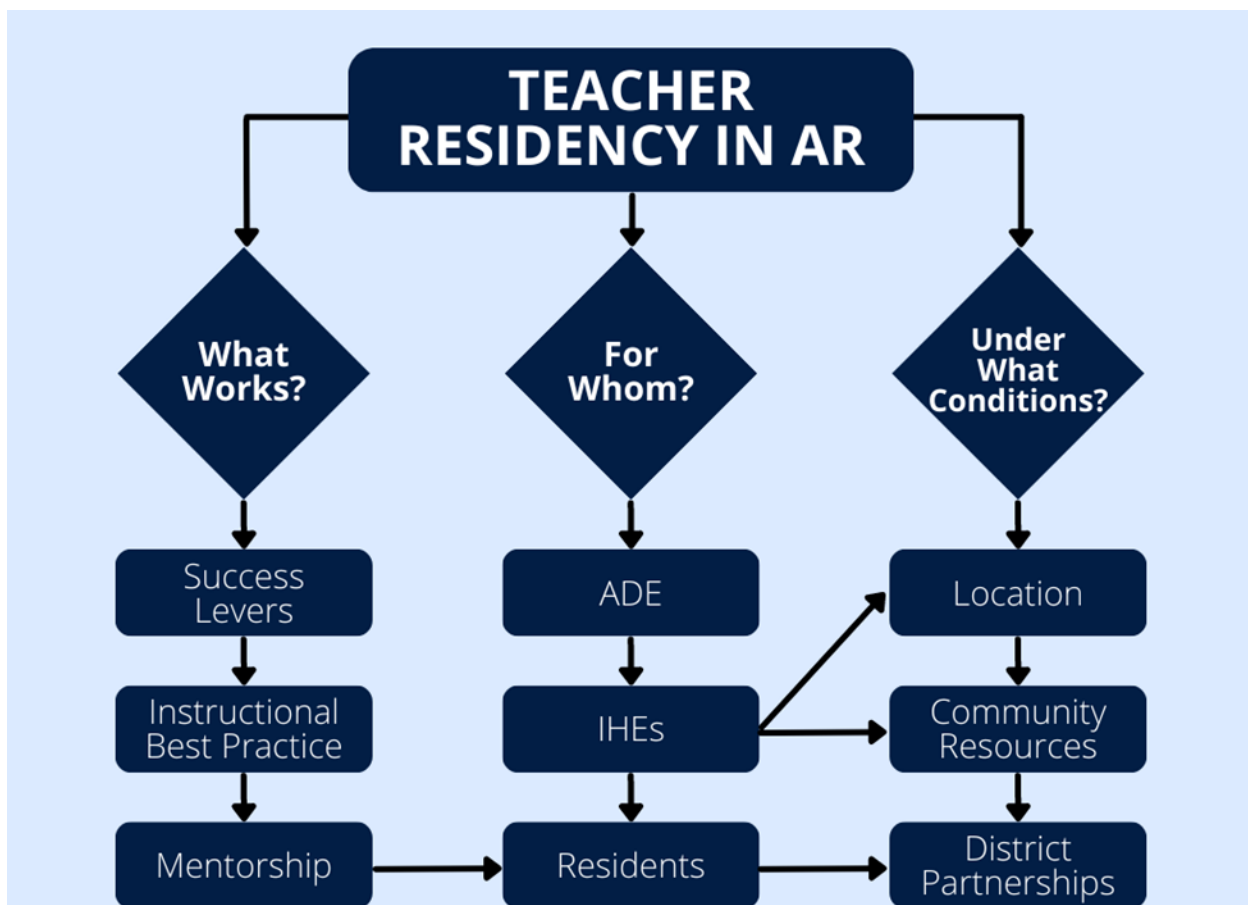 TEACHER
RESIDENCY IN AR
What
Works?
For
Whom?
Under
What
Conditions?
Success
Levers
ADE
Location
Instructional
Best Practice
IHEs
Community
Resources
Mentorship
Residents
District
Partnerships